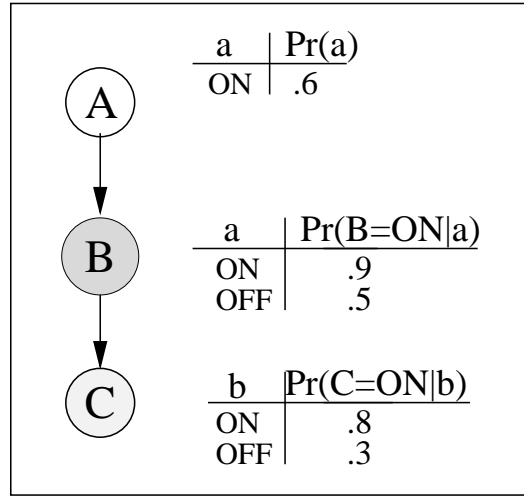 a Pr(a)
ON .6
A
B
a Pr(B=ON|a)
ON .9
OFF .5
C
b Pr(C=ON|b)
ON .8
OFF .3